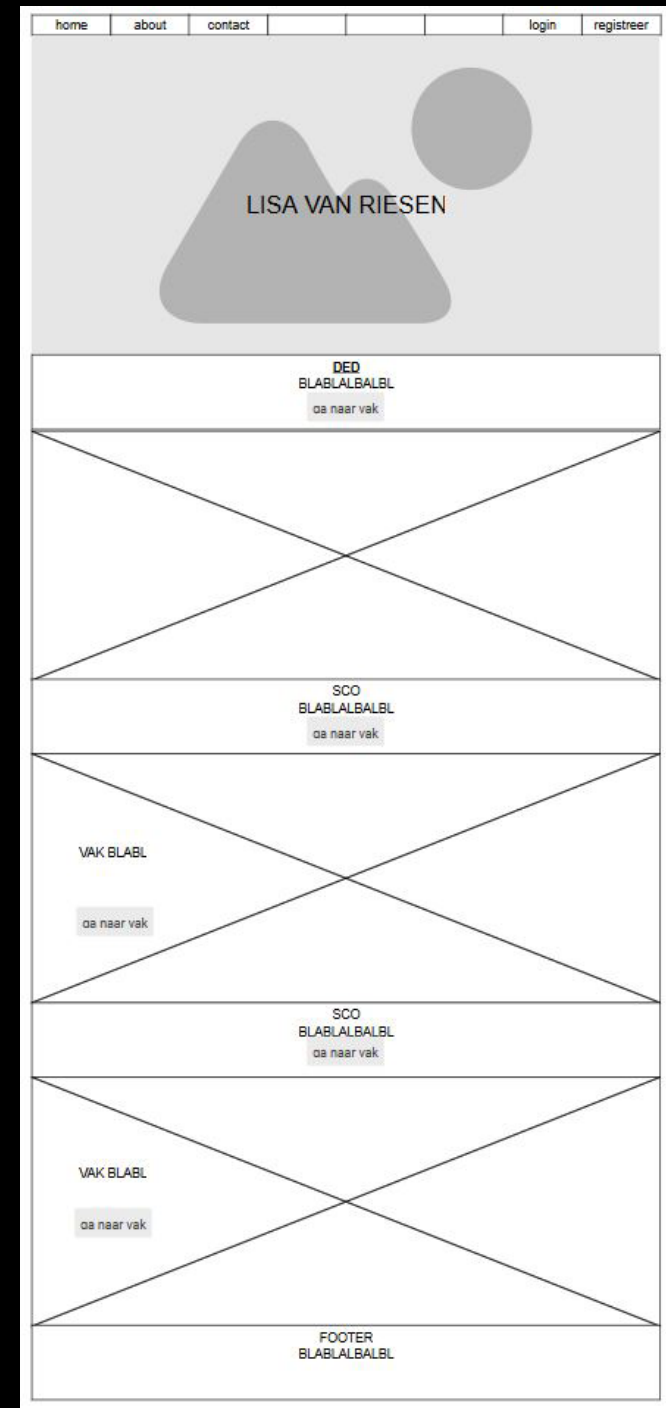 home about contact login registreer
LISA VAN RIESEN
DED
BLABLALBALBL
ga naar vak
SCO
BLABLALBALBL
ga naar vak
VAK BLABL
ga naar vak
SCO
BLABLALBALBL
ga naar vak
VAK BLABL
ga naar vak
FOOTER
BLABLALBALBL